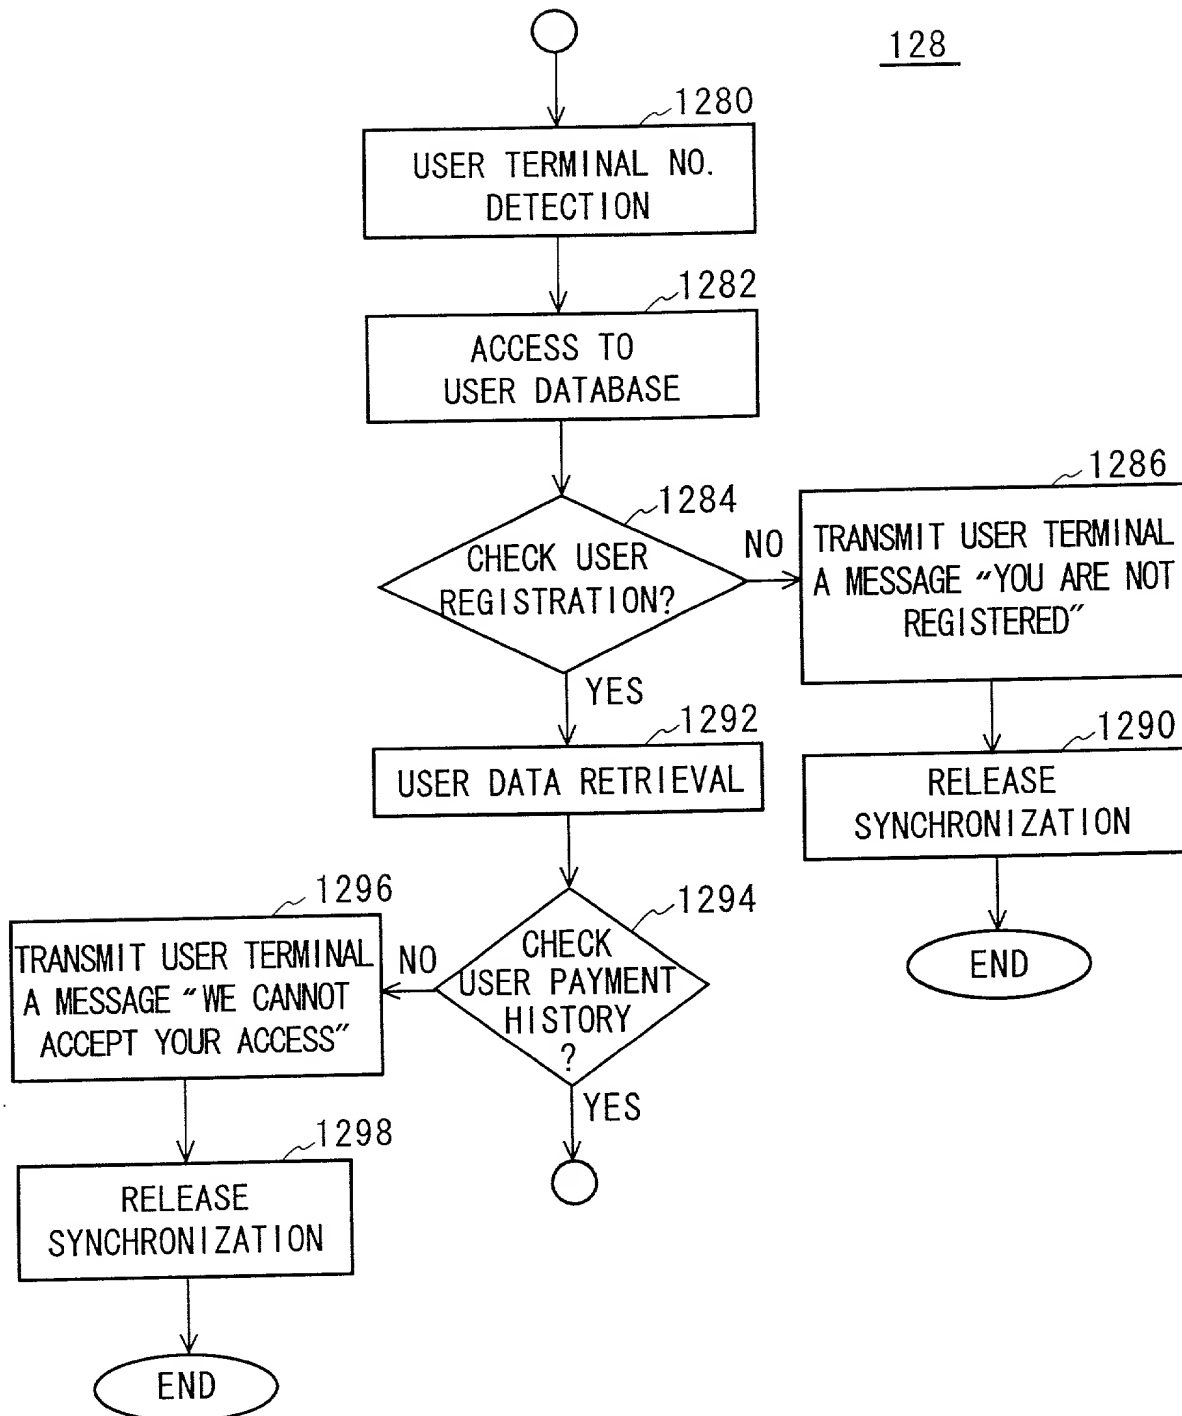 128
1280
USER TERMINAL NO.
DETECTION
1282
ACCESS TO
USER DATABASE
1284
CHECK USER
REGISTRATION?
NO
1286
TRANSMIT USER TERMINAL
A MESSAGE "YOU ARE NOT
REGISTERED"
YES
1292
USER DATA RETRIEVAL
1290
RELEASE
SYNCHRONIZATION
END
1294
CHECK
USER PAYMENT
HISTORY
?
NO
1296
TRANSMIT USER TERMINAL
A MESSAGE "WE CANNOT
ACCEPT YOUR ACCESS"
YES
1298
RELEASE
SYNCHRONIZATION
END